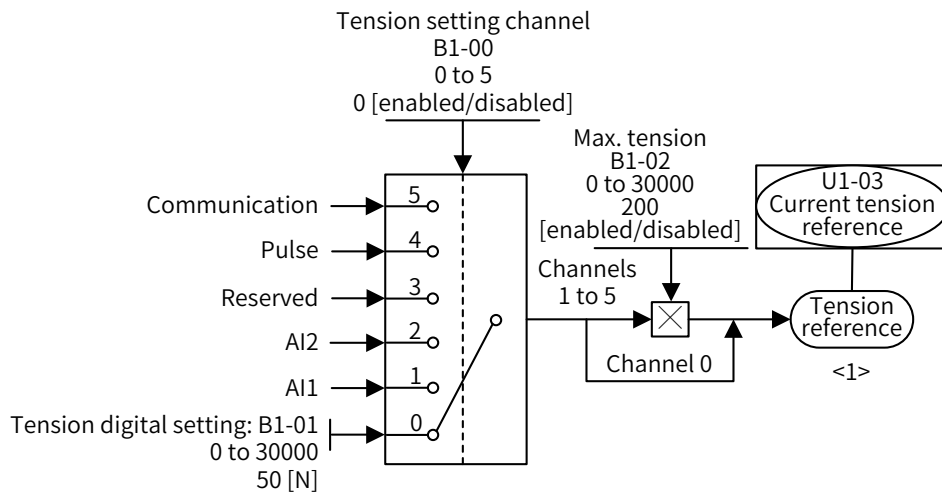 Tension setting channel
B1-00
0 to 5
0 [enabled/disabled]
Max. tension
B1-02
0 to 30000
200
[enabled/disabled]
U1-03
Current tension
reference
Communication
5
Pulse
4
Reserved
3
AI2
2
AI1
1
Tension digital setting: B1-01
0
0 to 30000
50 [N]
Channels
1 to 5
Channel 0
Tension
reference
<1>